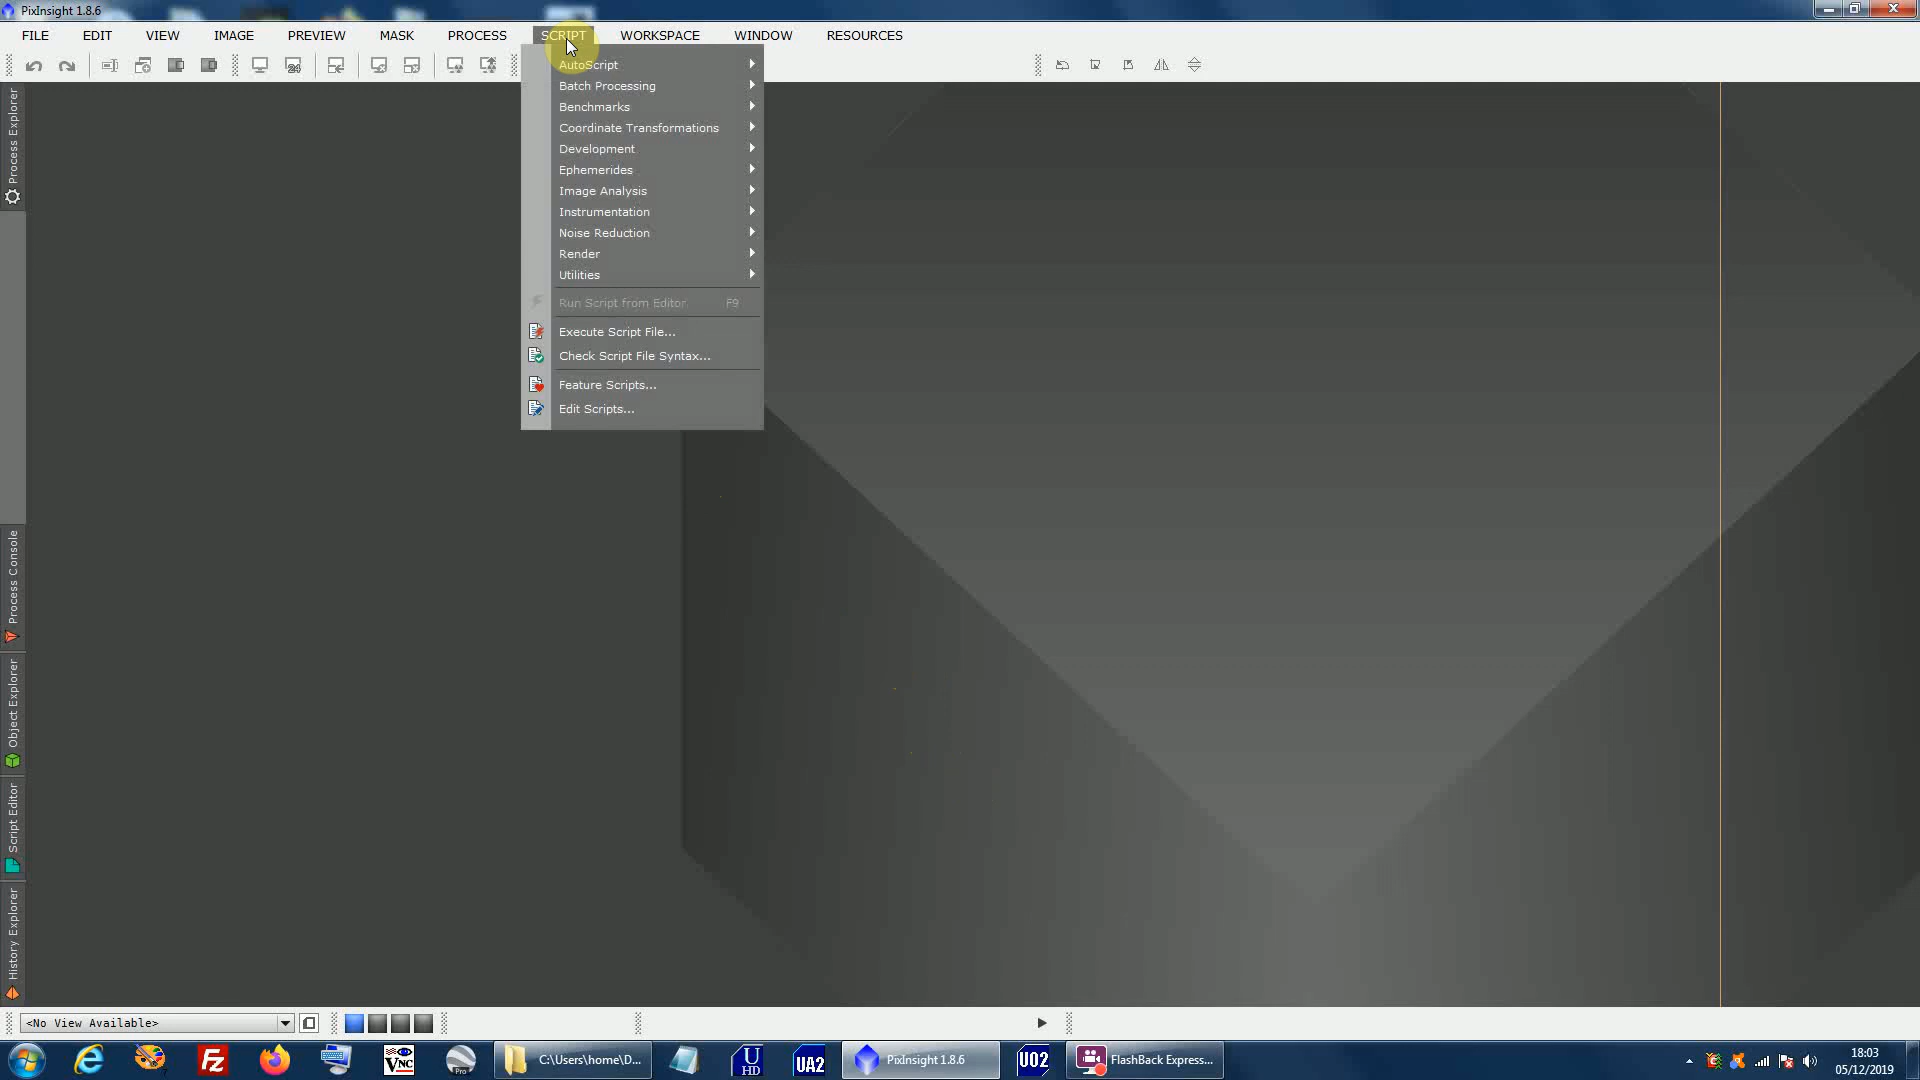 PixInsight 1.8.6
FILE EDIT VIEW IMAGE PREVIEW MASK PROCESS SCRIPT WORKSPACE WINDOW RESOURCES
AutoScript
Batch Processing
Benchmarks
Coordinate Transformations
Development
Ephemerides
Image Analysis
Instrumentation
Noise Reduction
Render
Utilities
Run Script from Editor F9
Execute Script File...
Check Script File Syntax...
Feature Scripts...
Edit Scripts...
Process Explorer
Process Console
Object Explorer
Script Editor
History Explorer
<No View Available>
Pro
VNC
C:\Users\home\D...
U
HD
UA2
PixInsight 1.8.6
UO2
FlashBack Express...
18:03
05/12/2019